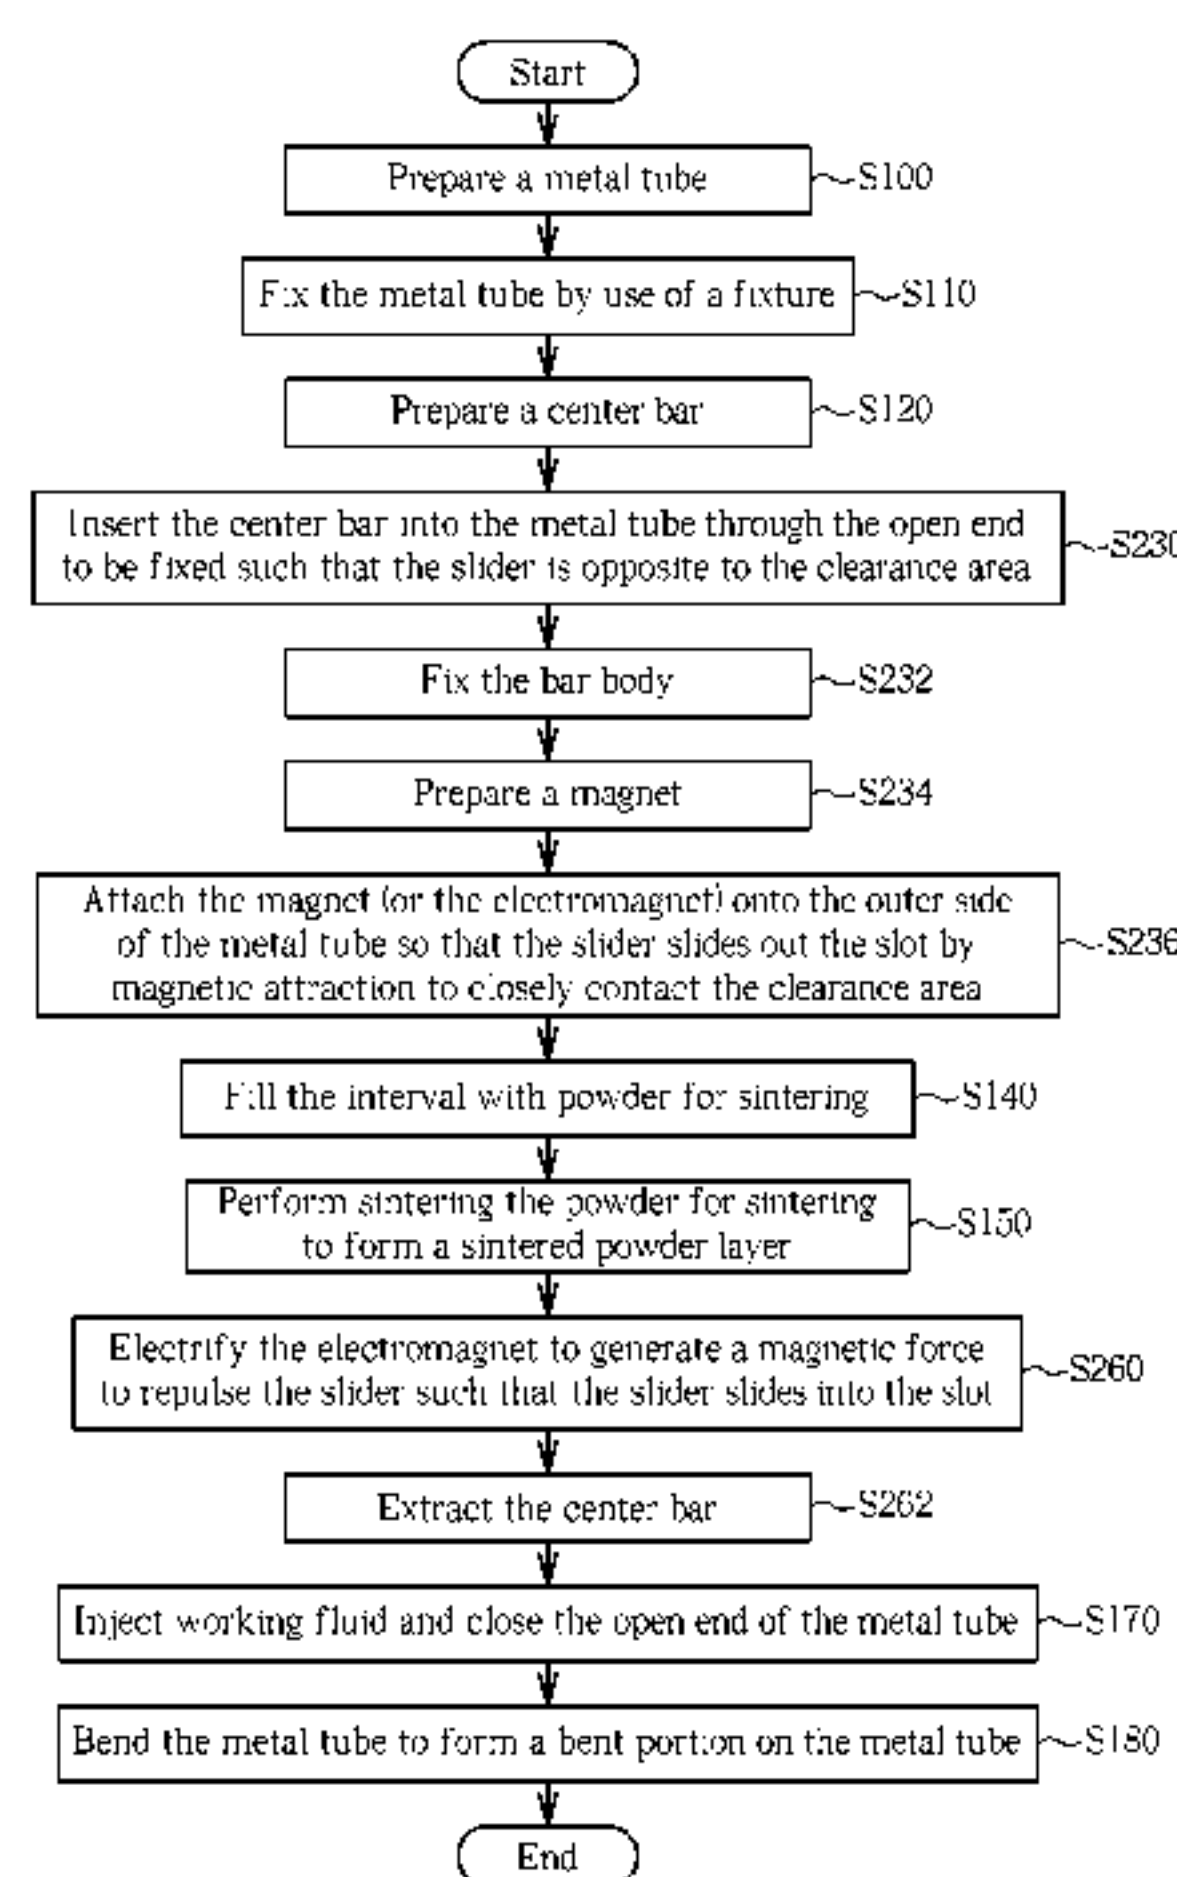 Start
Prepare a metal tube
S100
Fix the metal tube by use of a fixture
S110
Prepare a center bar
S120
Insert the center bar into the metal tube through the open end
to be fixed such that the slider is opposite to the clearance area
S230
Fix the bar body
S232
Prepare a magnet
S234
Attach the magnet (or the electromagnet) onto the outer side
of the metal tube so that the slider slides out the slot by
magnetic attraction to closely contact the clearance area
S236
Fill the interval with powder for sintering
S140
Perform sintering the powder for sintering
to form a sintered powder layer
S150
Electrify the electromagnet to generate a magnetic force
to repulse the slider such that the slider slides into the slot
S260
Extract the center bar
S262
Inject working fluid and close the open end of the metal tube
S170
Bend the metal tube to form a bent portion on the metal tube
S180
End